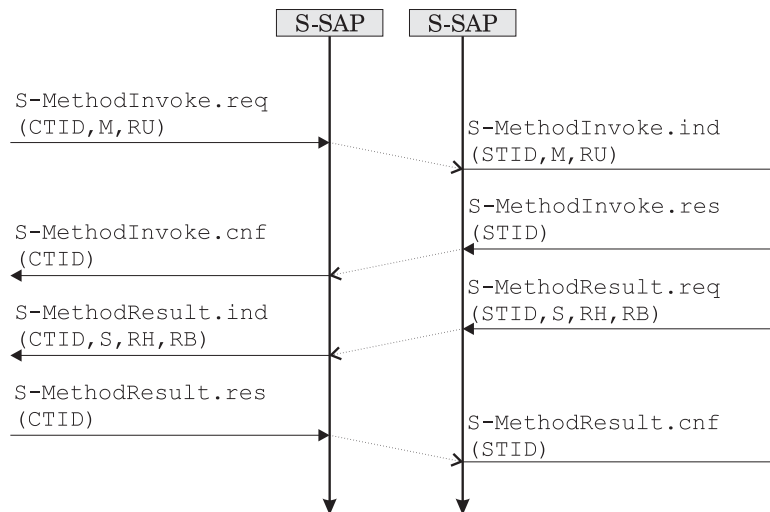 S-SAP S-SAP
S-MethodInvoke.req
(CTID,M,RU)
S-MethodInvoke.ind
(STID,M,RU)
S-MethodInvoke.res
(STID)
S-MethodInvoke.cnf
(CTID)
S-MethodResult.req
(STID,S,RH,RB)
S-MethodResult.ind
(CTID,S,RH,RB)
S-MethodResult.res
(CTID)
S-MethodResult.cnf
(STID)